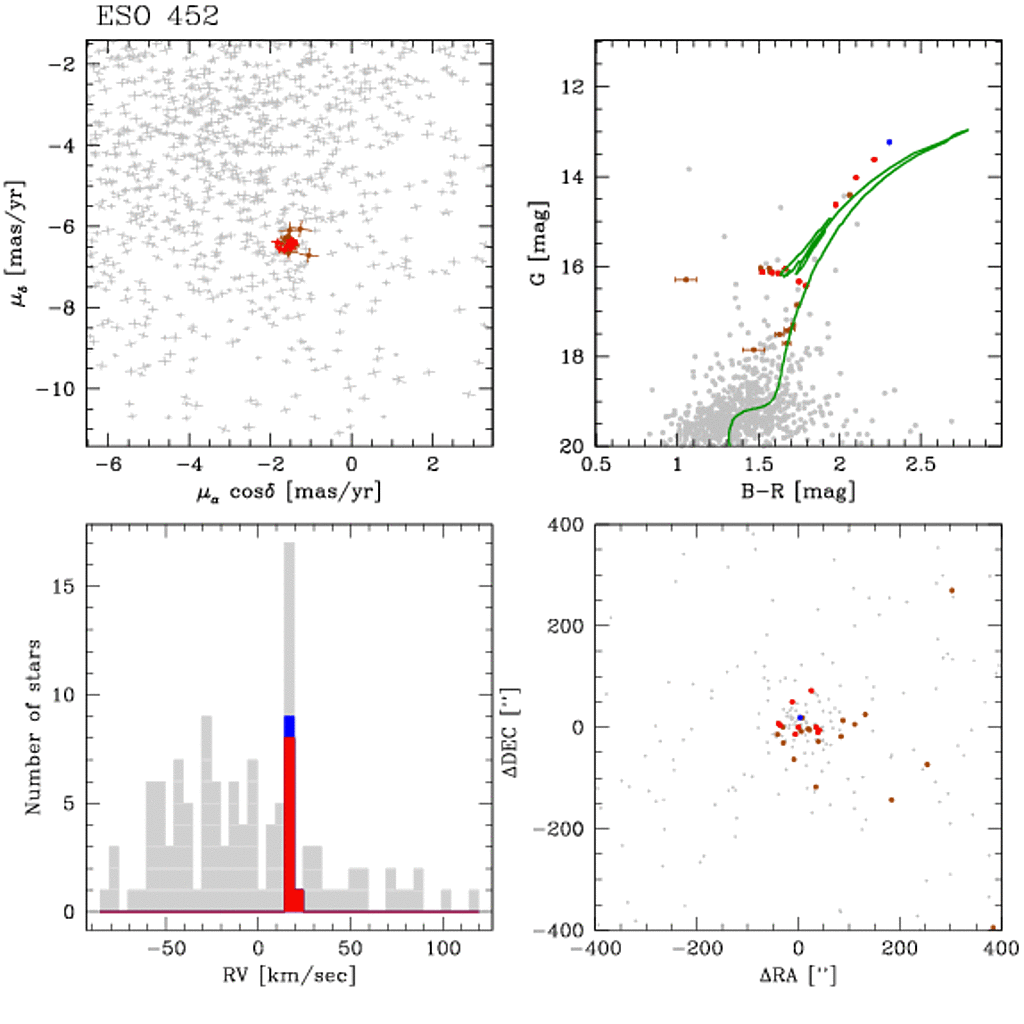 ESO 452
−2
−4
−6
−8
−10
μδ [mas/yr]
−6 −4 −2 0 2
μα cosδ [mas/yr]
12
14
16
18
20
G [mag]
0.5 1 1.5 2 2.5
B−R [mag]
15
10
5
0
Number of stars
−50 0 50 100
RV [km/sec]
400
200
0
−200
−400
ΔDEC ["]
−400 −200 0 200 400
ΔRA ["]